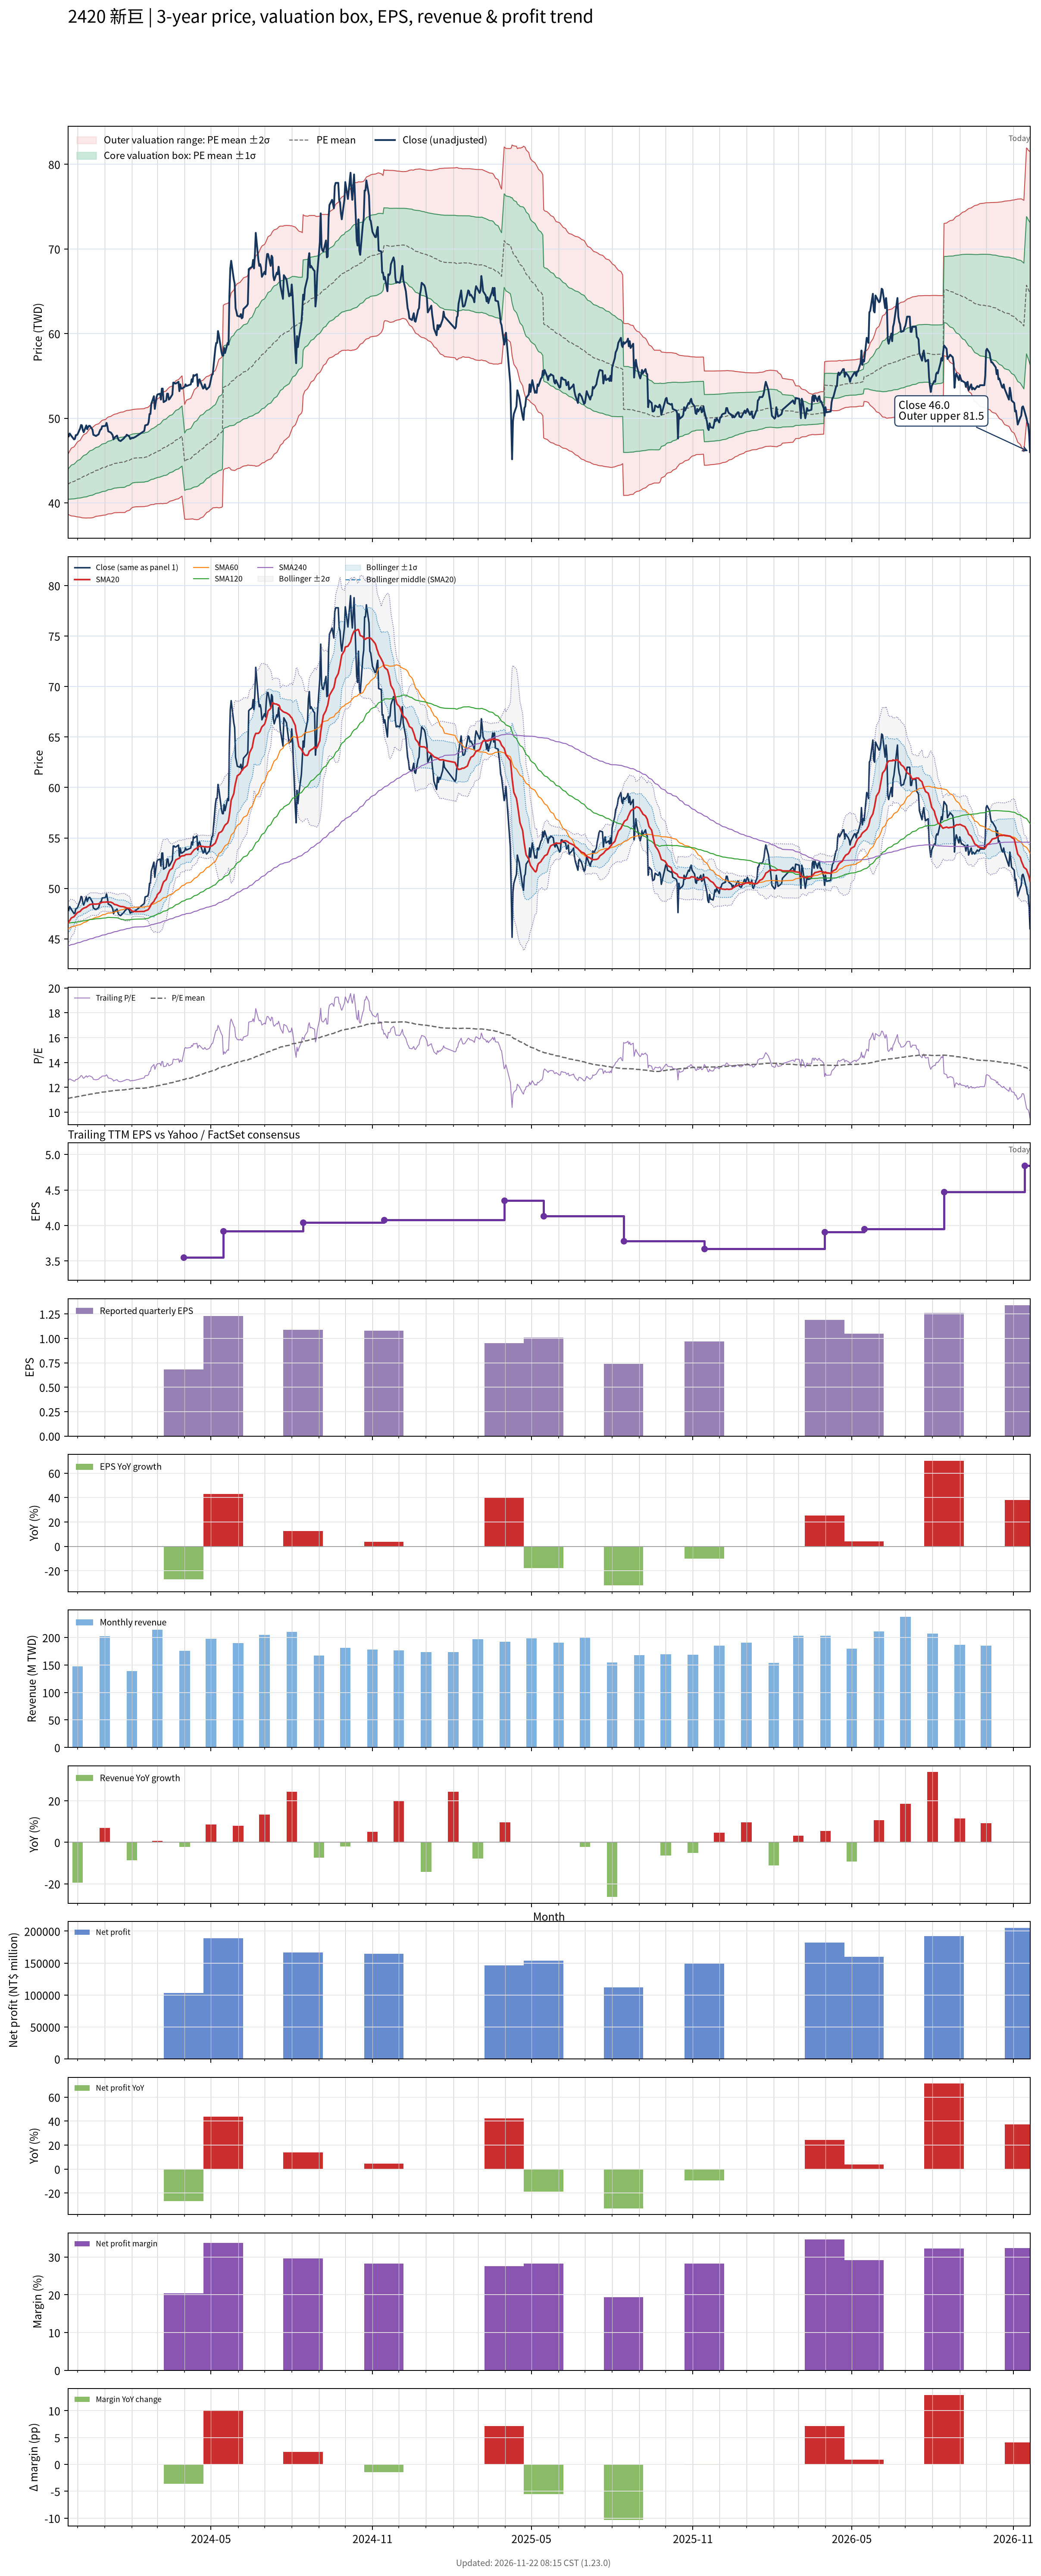 2420 新巨 | 3-year price, valuation box, EPS, revenue & profit trend
Outer valuation range: PE mean ±2σ
PE mean
Close (unadjusted)
Core valuation box: PE mean ±1σ
Today
80
70
60
50
40
Price (TWD)
Close 46.0
Outer upper 81.5
Close (same as panel 1)
SMA60
SMA240
Bollinger ±1σ
SMA20
SMA120
Bollinger ±2σ
Bollinger middle (SMA20)
80
75
70
65
60
55
50
45
Price
Trailing P/E
P/E mean
20
18
16
14
12
10
P/E
Trailing TTM EPS vs Yahoo / FactSet consensus
Today
5.0
4.5
4.0
3.5
EPS
Reported quarterly EPS
1.25
1.00
0.75
0.50
0.25
0.00
EPS
EPS YoY growth
60
40
20
0
-20
YoY (%)
Monthly revenue
200
150
100
50
0
Revenue (M TWD)
Revenue YoY growth
20
0
-20
YoY (%)
Month
Net profit
200000
150000
100000
50000
0
Net profit (NT$ million)
Net profit YoY
60
40
20
0
-20
YoY (%)
Net profit margin
30
20
10
0
Margin (%)
Margin YoY change
10
5
0
-5
-10
Δ margin (pp)
2024-05
2024-11
2025-05
2025-11
2026-05
2026-11
Updated: 2026-11-22 08:15 CST (1.23.0)